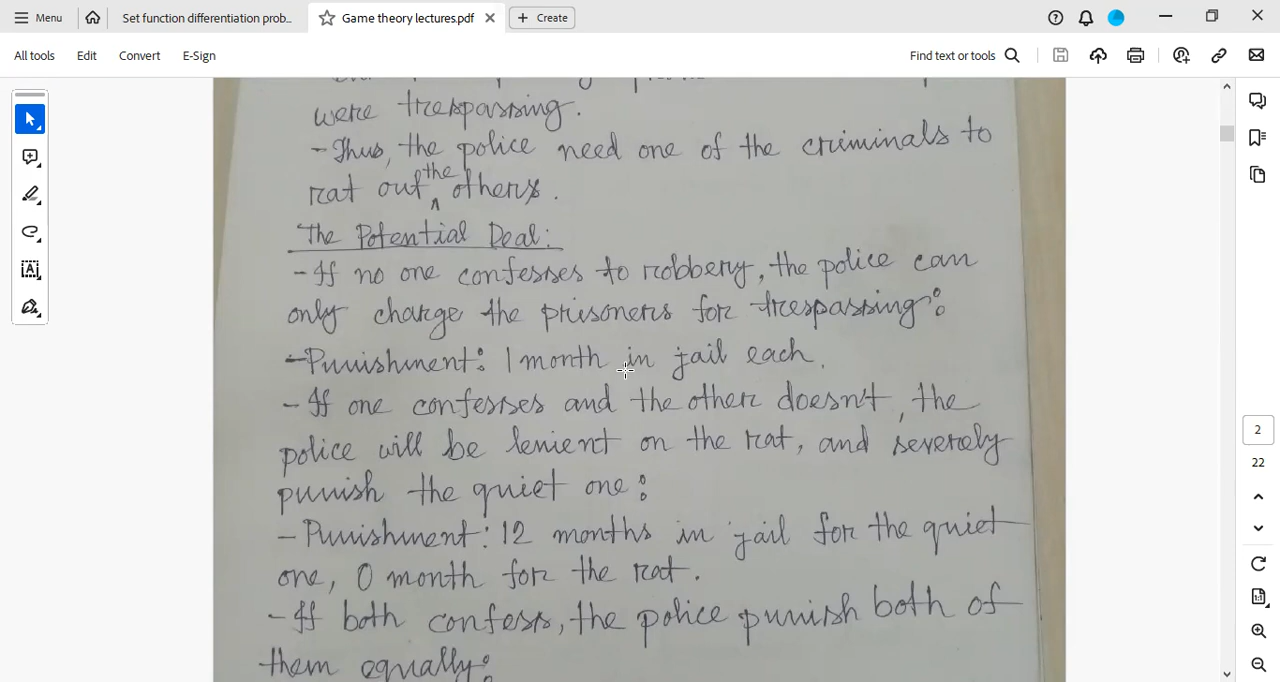 Menu
Set function differentiation prob...
Game theory lectures.pdf
Create
All tools
Edit
Convert
E-Sign
Find text or tools
were trespassing.
- Thus, the police need one of the criminals to
rat out the others.
The Potential Deal:
- If no one confesses to robbery, the police can
only charge the prisoners for trespassing:
- Punishment: 1 month in jail each.
- If one confesses and the other doesn't, the
police will be lenient on the rat, and severely
punish the quiet one:
- Punishment: 12 months in jail for the quiet
one, 0 month for the rat.
- If both confess, the police punish both of
them equally:
2
22